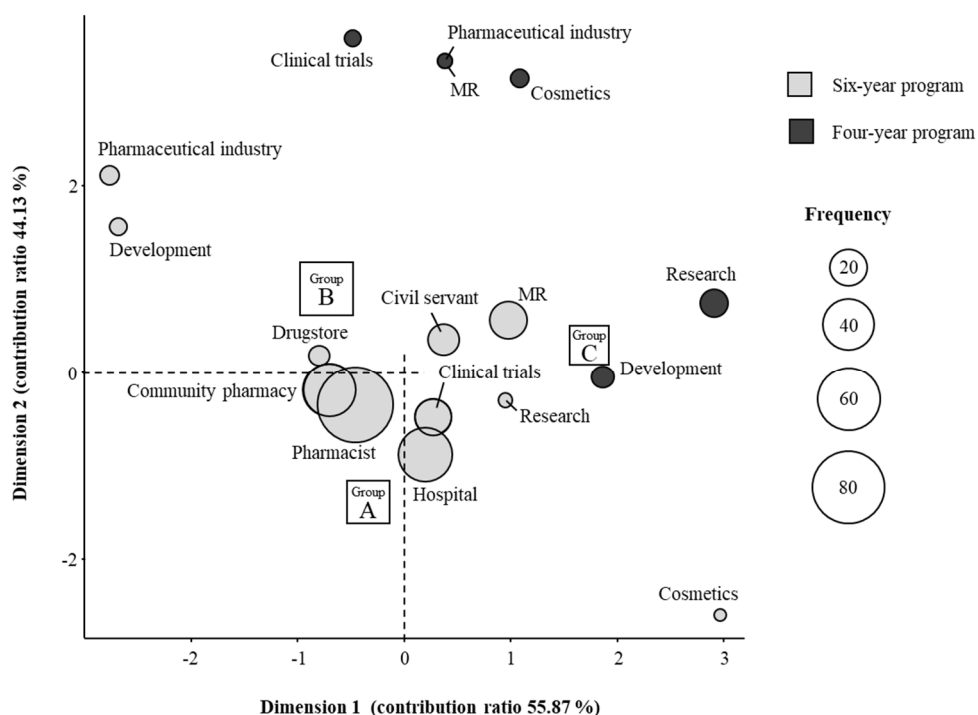 Clinical trials
Pharmaceutical industry
MR
Cosmetics
Six-year program
Four-year program
Pharmaceutical industry
Development
2
Frequency
20
40
60
80
Group
B
Civil servant
MR
Research
Drugstore
Group
C
0
Community pharmacy
Clinical trials
Development
Research
Pharmacist
Hospital
Group
A
-2
Cosmetics
-2
-1
0
1
2
3
Dimension 1 (contribution ratio 55.87 %)
Dimension 2 (contribution ratio 44.13 %)